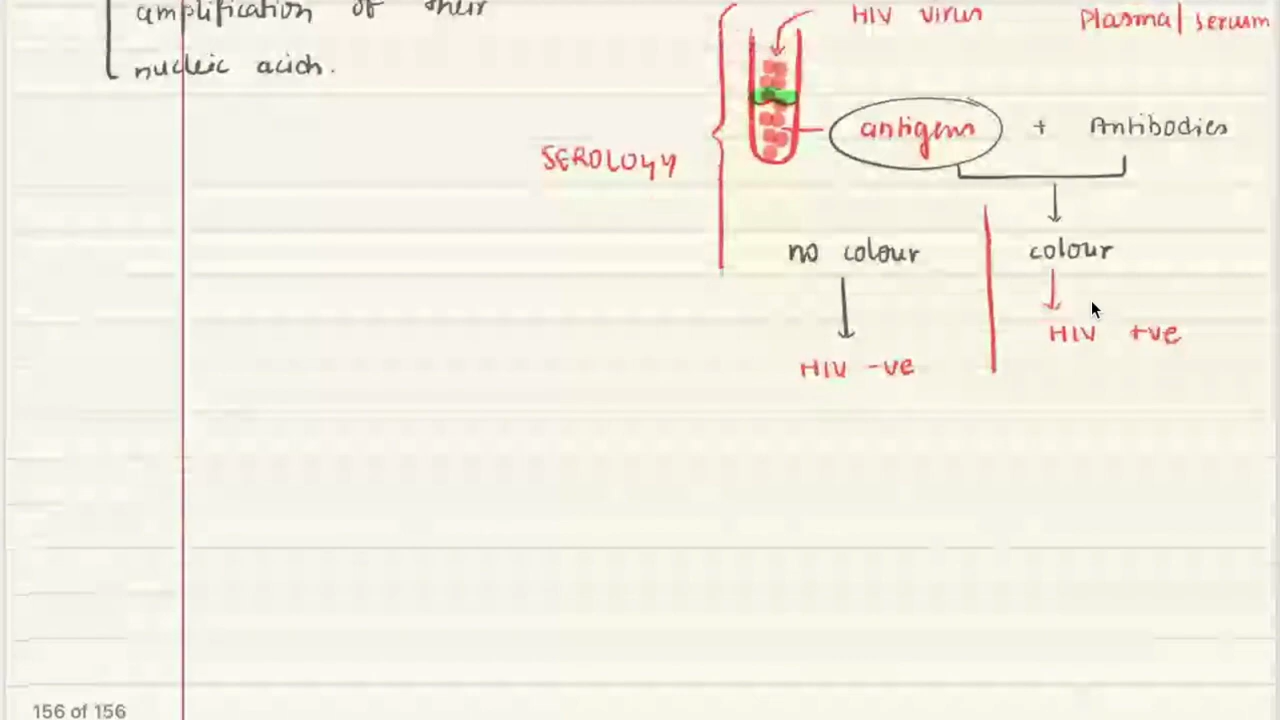 amplification of their
nucleic acid.
HIV virus
Plasma/serum
antigens + Antibodies
SEROLOGY
no colour
colour
HIV +ve
HIV -ve
156 of 156